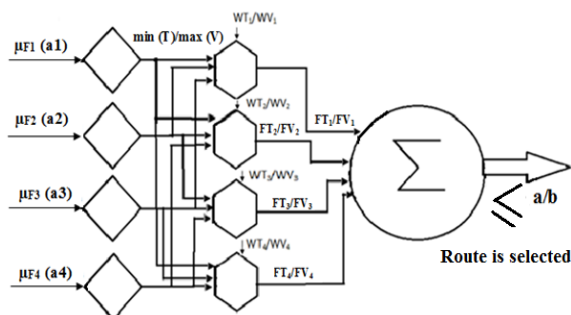 WT₁/WV₁
μF1 (a1)
min (T)/max (V)
WT₂/WV₂
FT₁/FV₁
μF2 (a2)
FT₂/FV₂
Σ
WT₃/WV₃
a/b
≤
μF3 (a3)
FT₃/FV₃
WT₄/WV₄
Route is selected
μF4 (a4)
FT₄/FV₄